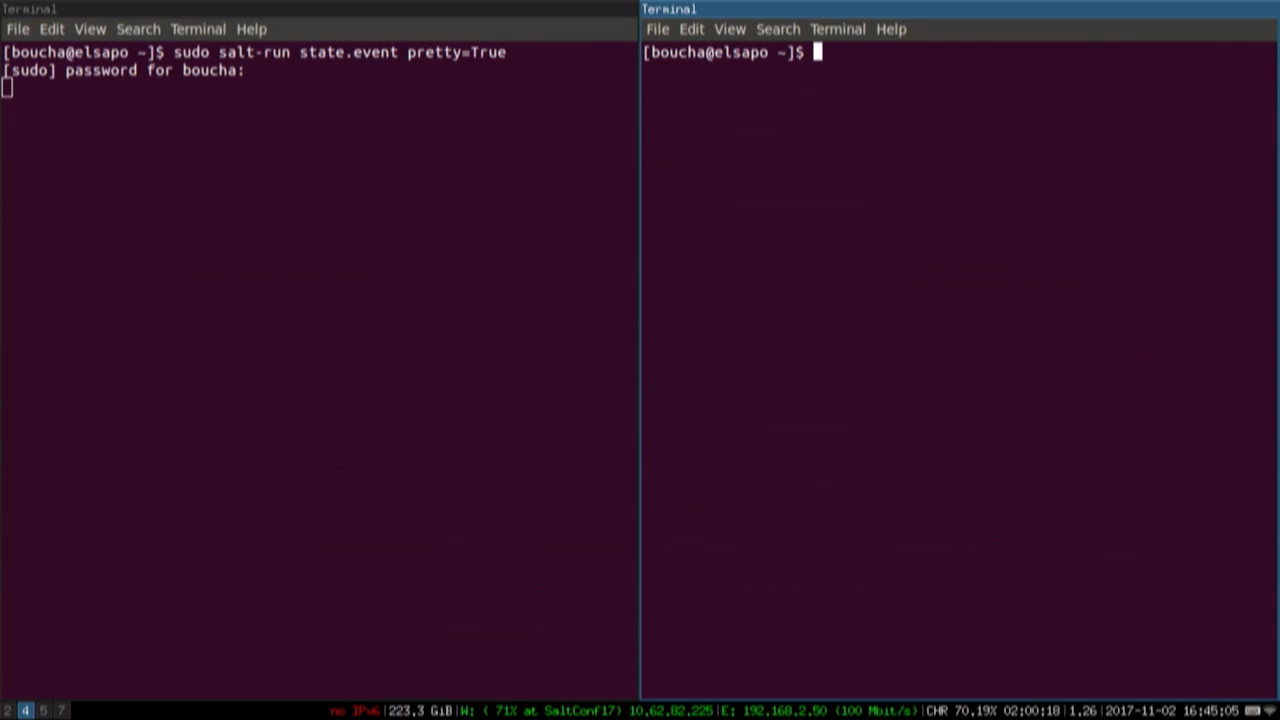 Terminal
File Edit View Search Terminal Help
[boucha@elsapo ~]$ sudo salt-run state.event pretty=True
[sudo] password for boucha:
Terminal
File Edit View Search Terminal Help
[boucha@elsapo ~]$
2 4 5 7
no IPv6|223,3 GiB|W: ( 71% at SaltConf17) 10,62,82,225|E: 192,168,2,50 (100 Mbit/s)|CHR 70,19% 02:00:18|1,26|2017-11-02 16:45:05